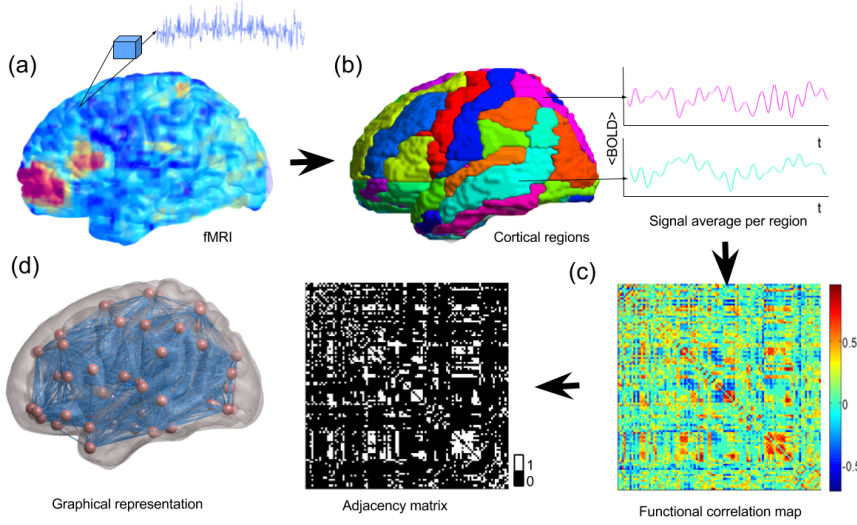 (a)
fMRI
(b)
Cortical regions
<BOLD>
t
t
Signal average per region
(c)
0.5
0
-0.5
Functional correlation map
1
0
Adjacency matrix
(d)
Graphical representation